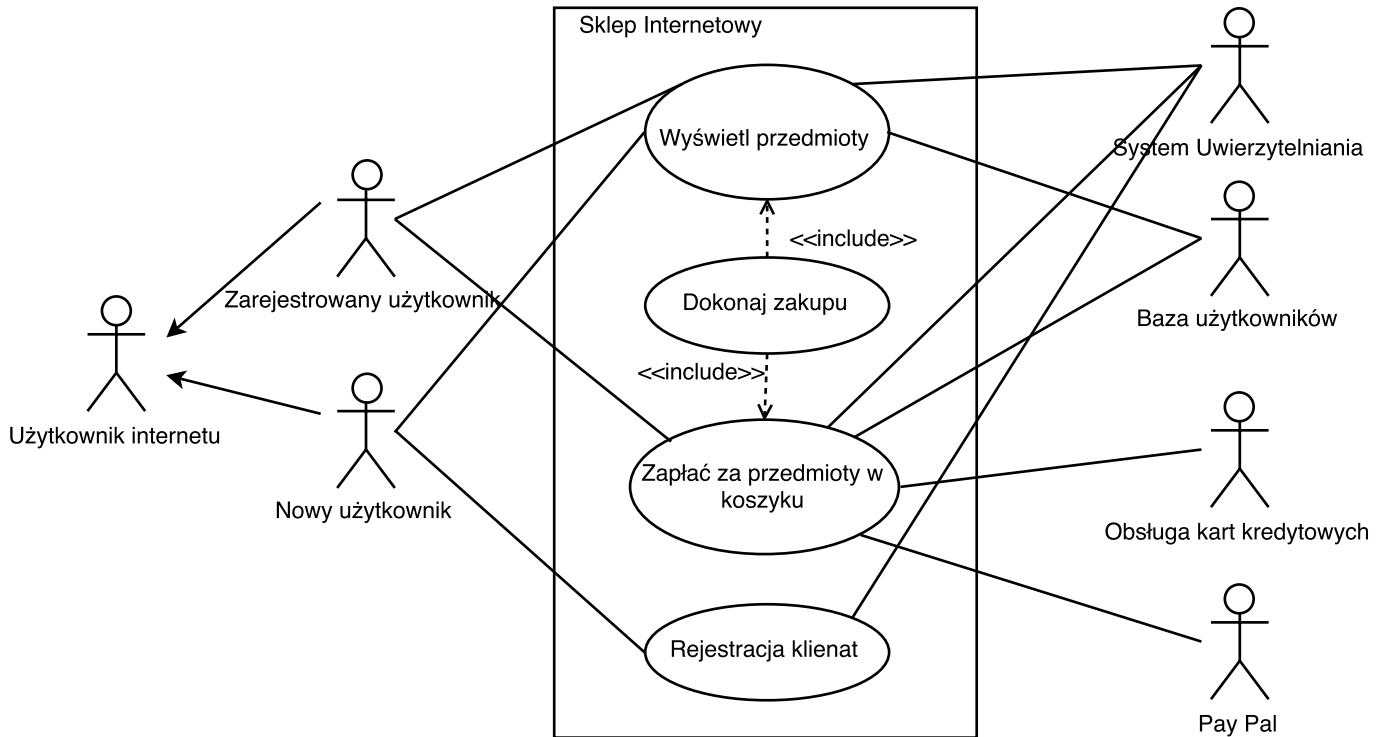 Sklep Internetowy
Wyświetl przedmioty
System Uwierzytelniania
<<include>>
Zarejestrowany użytkownik
Dokonaj zakupu
Baza użytkowników
<<include>>
Użytkownik internetu
Zapłać za przedmioty w
koszyku
Nowy użytkownik
Obsługa kart kredytowych
Rejestracja klienat
Pay Pal